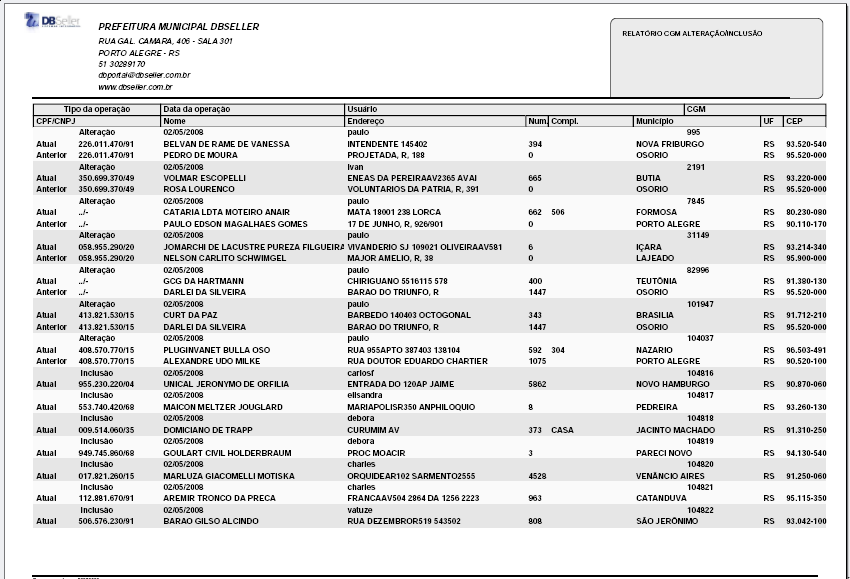 DBSeller
PREFEITURA MUNICIPAL DBSELLER
RUA GAL. CAMARA, 406 - SALA 301
PORTO ALEGRE - RS
51 30289170
dbportal@dbseller.com.br
www.dbseller.com.br
RELATÓRIO CGM ALTERAÇÃO/INCLUSÃO
Tipo da operação Data da operação Usuário CGM
CPF/CNPJ Nome Endereço Num. Compl. Município UF CEP
Alteração 02/05/2008 paulo 995
Atual 226.011.470/91 BELVAN DE RAME DE VANESSA INTENDENTE 145402 394 NOVA FRIBURGO RS 93.520-540
Anterior 226.011.470/91 PEDRO DE MOURA PROJETADA, R, 188 0 OSORIO RS 95.520-000
Alteração 02/05/2008 ivan 2191
Atual 350.699.370/49 VOLMAR ESCOPELLI ENEAS DA PEREIRAAV2365 AVAI 665 BUTIA RS 93.220-000
Anterior 350.699.370/49 ROSA LOURENCO VOLUNTARIOS DA PATRIA, R, 391 0 OSORIO RS 95.520-000
Alteração 02/05/2008 paulo 7845
Atual ../- CATARIA LDTA MOTEIRO ANAIR MATA 18001 238 LORCA 662 506 FORMOSA RS 80.230-080
Anterior ../- PAULO EDSON MAGALHAES GOMES 17 DE JUNHO, R, 926/901 0 PORTO ALEGRE RS 90.110-170
Alteração 02/05/2008 paulo 31149
Atual 058.955.290/20 JOMARCHI DE LACUSTRE PUREZA FILGUEIRA VIVANDERIO SJ 109021 OLIVEIRAAV581 6 IÇARA RS 93.214-340
Anterior 058.955.290/20 NELSON CARLITO SCHWIMGEL MAJOR AMELIO, R, 38 0 LAJEADO RS 95.900-000
Alteração 02/05/2008 paulo 82996
Atual ../- GCG DA HARTMANN CHIRIGUANO 5516115 578 400 TEUTÔNIA RS 91.380-130
Anterior ../- DARLEI DA SILVEIRA BARAO DO TRIUNFO, R 1447 OSORIO RS 95.520-000
Alteração 02/05/2008 paulo 101947
Atual 413.821.530/15 CURT DA PAZ BARBEDO 140403 OCTOGONAL 343 BRASILIA RS 91.712-210
Anterior 413.821.530/15 DARLEI DA SILVEIRA BARAO DO TRIUNFO, R 1447 OSORIO RS 95.520-000
Alteração 02/05/2008 paulo 104037
Atual 408.570.770/15 PLUGINVANET BULLA OSO RUA 955APTO 387403 138104 592 304 NAZARIO RS 96.503-491
Anterior 408.570.770/15 ALEXANDRE UDO MILKE RUA DOUTOR EDUARDO CHARTIER 1075 PORTO ALEGRE RS 90.520-100
Inclusão 02/05/2008 carlosf 104816
Atual 955.230.220/04 UNICAL JERONYMO DE ORFILIA ENTRADA DO 120AP JAIME 5862 NOVO HAMBURGO RS 90.870-060
Inclusão 02/05/2008 elisandra 104817
Atual 553.740.420/68 MAICON MELTZER JOUGLARD MARIAPOLISR350 ANPHILOQUIO 8 PEDREIRA RS 93.260-130
Inclusão 02/05/2008 debora 104818
Atual 009.514.060/35 DOMICIANO DE TRAPP CURUMIM AV 373 CASA JACINTO MACHADO RS 91.310-250
Inclusão 02/05/2008 debora 104819
Atual 949.745.860/68 GOULART CIVIL HOLDERBRAUM PROC MOACIR 3 PARECI NOVO RS 94.130-540
Inclusão 02/05/2008 charles 104820
Atual 017.821.260/15 MARLUZA GIACOMELLI MOTISKA ORQUIDEAR102 SARMENTO2555 4528 VENÂNCIO AIRES RS 91.250-060
Inclusão 02/05/2008 charles 104821
Atual 112.881.670/91 AREMIR TRONCO DA PRECA FRANCAAV504 2864 DA 1256 2223 963 CATANDUVA RS 95.115-350
Inclusão 02/05/2008 vatuze 104822
Atual 506.576.230/91 BARAO GILSO ALCINDO RUA DEZEMBROR519 543502 808 SÃO JERÔNIMO RS 93.042-100